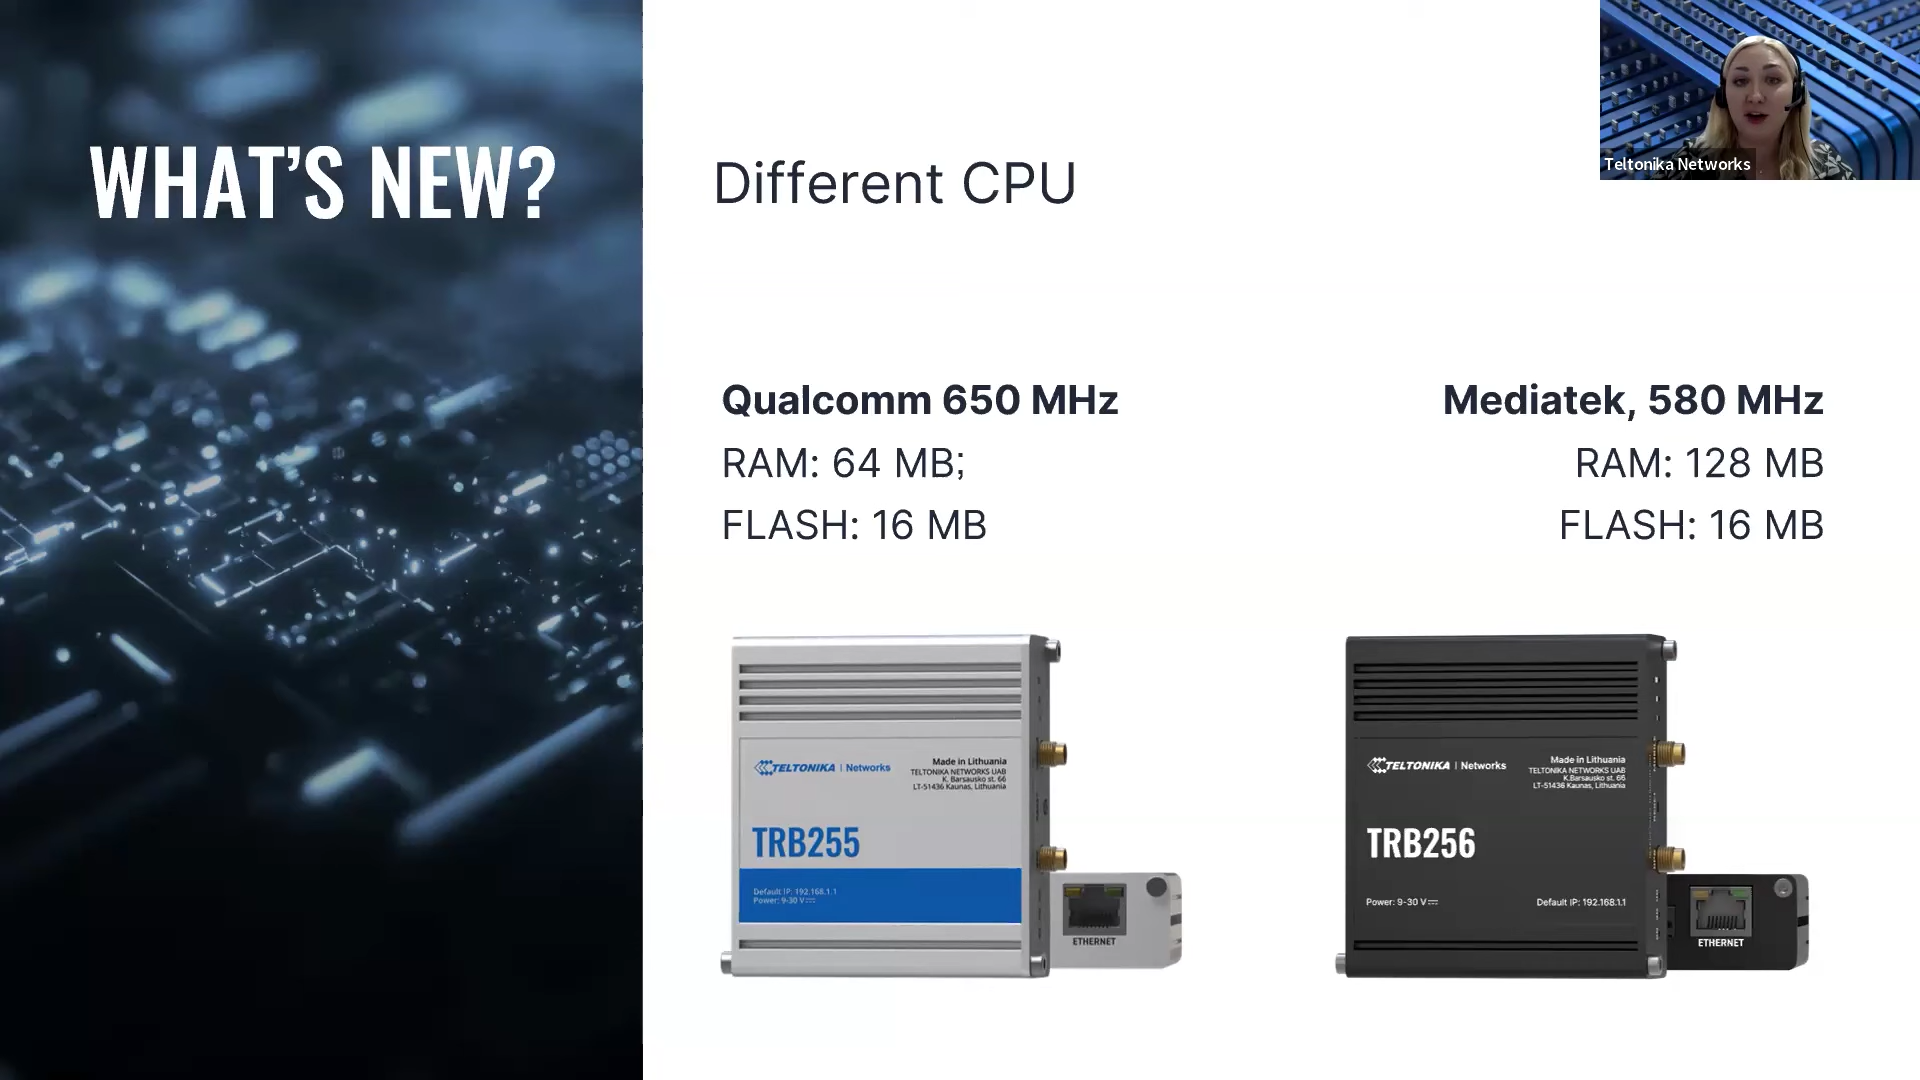 WHAT'S NEW?
Different CPU
Teltonika Networks
Qualcomm 650 MHz
RAM: 64 MB;
FLASH: 16 MB
Mediatek, 580 MHz
RAM: 128 MB
FLASH: 16 MB
TELTONIKA | Networks
Made in Lithuania
TELTONIKA NETWORKS UAB
K. Barsausko st. 66
LT-51436 Kaunas, Lithuania
TRB255
Default IP: 192.168.1.1
Power: 9-30 V
ETHERNET
TELTONIKA | Networks
Made in Lithuania
TELTONIKA NETWORKS UAB
K.Barsausko st. 66
LT-51436 Kaunas, Lithuania
TRB256
Power: 9-30 V
Default IP: 192.168.1.1
ETHERNET